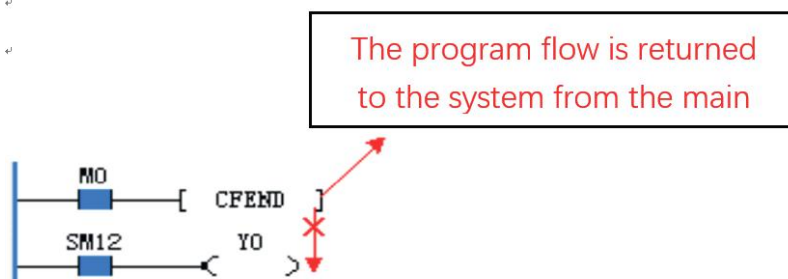 The program flow is returned
to the system from the main
M0
CFEND
SM12
Y0